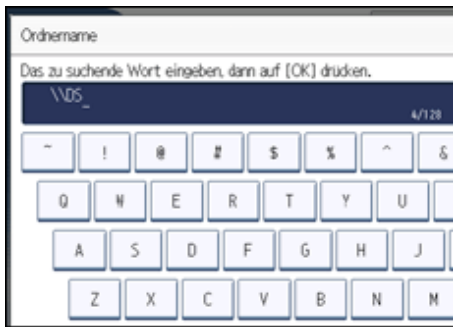 Ordnername
Das zu suchende Wort eingeben, dann auf [OK] drücken.
\\DS_
4/128
~ ! @ # $ % ^ &
Q W E R T Y U
A S D F G H J
Z X C V B N M